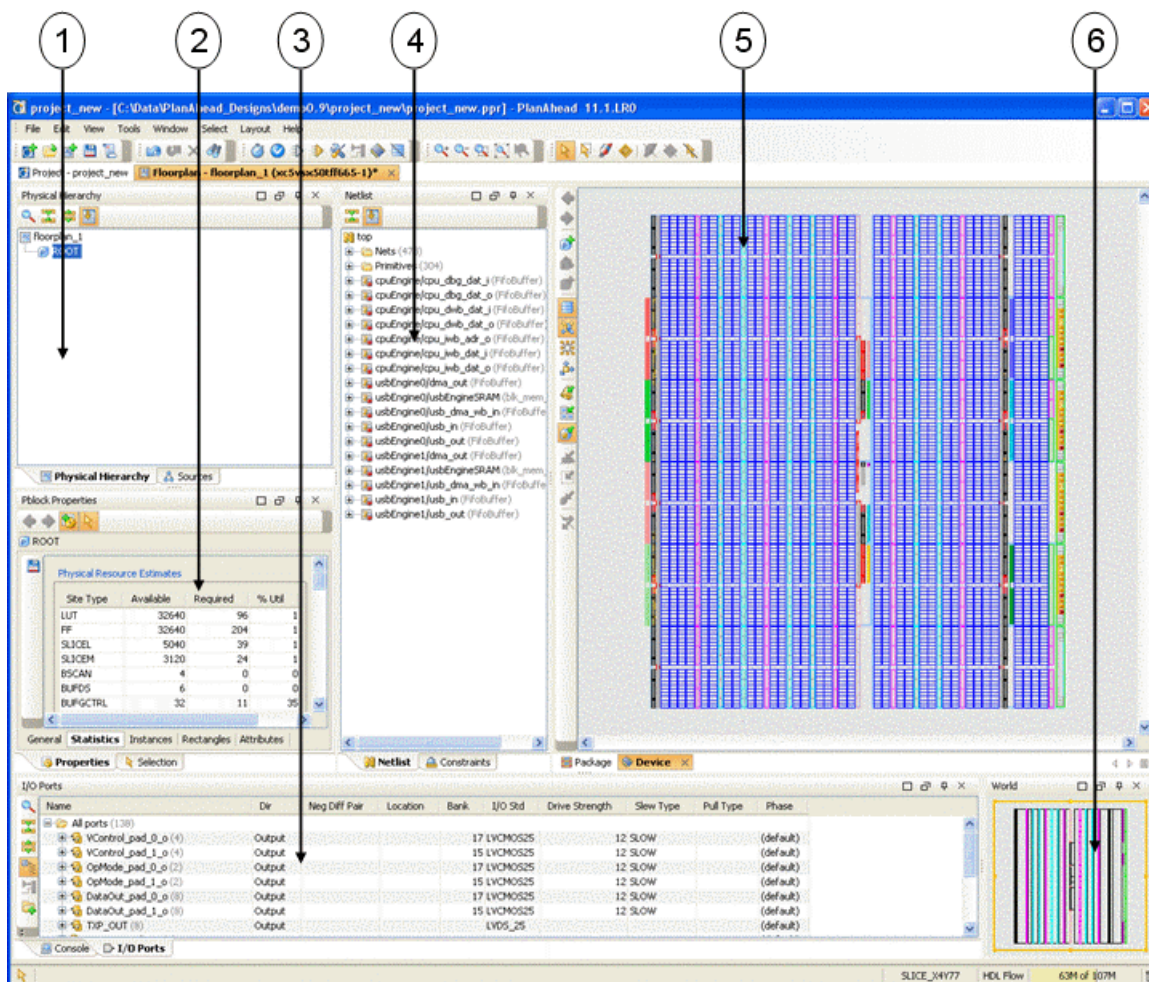 1 2 3 4 5 6
project_new - [C:\Data\PlanAhead_Designs\demo0.9\project_new\project_new.ppr] - PlanAhead 11.1.LR0
File Edit View Tools Window Select Layout Help
Project - project_new Floorplan - floorplan_1 (xc5vsx50tff665-1)*
Physical Hierarchy
floorplan_1
ROOT
Physical Hierarchy Sources
Pblock Properties
ROOT
Physical Resource Estimates
Site Type Available Required % Util
LUT 32640 96 1
FF 32640 204 1
SLICEL 5040 39 1
SLICEM 3120 24 1
BSCAN 4 0 0
BUFDS 6 0 0
BUFGCTRL 32 11 35
General Statistics Instances Rectangles Attributes
Properties Selection
Netlist
top
Nets
Primitives (304)
cpuEngine/cpu_dbg_dat_i (FifoBuffer)
cpuEngine/cpu_dbg_dat_o (FifoBuffer)
cpuEngine/cpu_dwb_dat_i (FifoBuffer)
cpuEngine/cpu_dwb_dat_o (FifoBuffer)
cpuEngine/cpu_iwb_adr_o (FifoBuffer)
cpuEngine/cpu_iwb_dat_i (FifoBuffer)
cpuEngine/cpu_iwb_dat_o (FifoBuffer)
usbEngine0/dma_out (FifoBuffer)
usbEngine0/usbEngineSRAM (blk_mem_
usbEngine0/usb_dma_wb_in (FifoBuffe
usbEngine0/usb_in (FifoBuffer)
usbEngine0/usb_out (FifoBuffer)
usbEngine1/dma_out (FifoBuffer)
usbEngine1/usbEngineSRAM (blk_mem_
usbEngine1/usb_dma_wb_in (FifoBuffe
usbEngine1/usb_in (FifoBuffer)
usbEngine1/usb_out (FifoBuffer)
Netlist Constraints
Package Device
I/O Ports
Name Dir Neg Diff Pair Location Bank I/O Std Drive Strength Slew Type Pull Type Phase
All ports (138)
VControl_pad_0_o (4) Output 17 LVCMOS25 12 SLOW (default)
VControl_pad_1_o (4) Output 15 LVCMOS25 12 SLOW (default)
OpMode_pad_0_o (2) Output 17 LVCMOS25 12 SLOW (default)
OpMode_pad_1_o (2) Output 15 LVCMOS25 12 SLOW (default)
DataOut_pad_0_o (8) Output 17 LVCMOS25 12 SLOW (default)
DataOut_pad_1_o (8) Output 15 LVCMOS25 12 SLOW (default)
TXP_OUT (8) Output LVDS_25 (default)
Console I/O Ports
World
SLICE_X4Y77 HDL Flow 63M of 107M